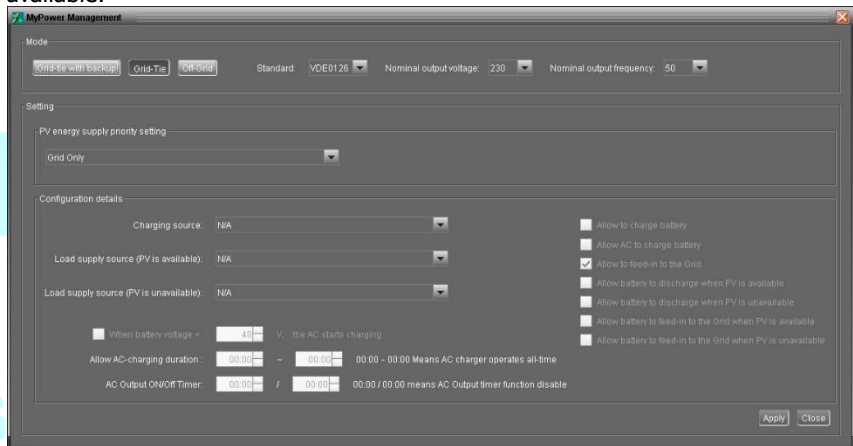 available.
MyPower Management
Mode
Grid-tie with backup Grid-Tie Off-Grid Standard: VDE0126 Nominal output voltage: 230 Nominal output frequency: 50
Setting
PV energy supply priority setting
Grid Only
Configuration details
Charging source: N/A
Load supply source (PV is available): N/A
Load supply source (PV is unavailable): N/A
When battery voltage < 48 V, the AC starts charging
Allow AC-charging duration : 00:00 ~ 00:00 00:00 – 00:00 Means AC charger operates all-time
AC Output ON/Off Timer: 00:00 / 00:00 00:00 / 00:00 means AC Output timer function disable
Allow to charge battery
Allow AC to charge battery
Allow to feed-in to the Grid
Allow battery to discharge when PV is available
Allow battery to discharge when PV is unavailable
Allow battery to feed-in to the Grid when PV is available
Allow battery to feed-in to the Grid when PV is unavailable
Apply Close